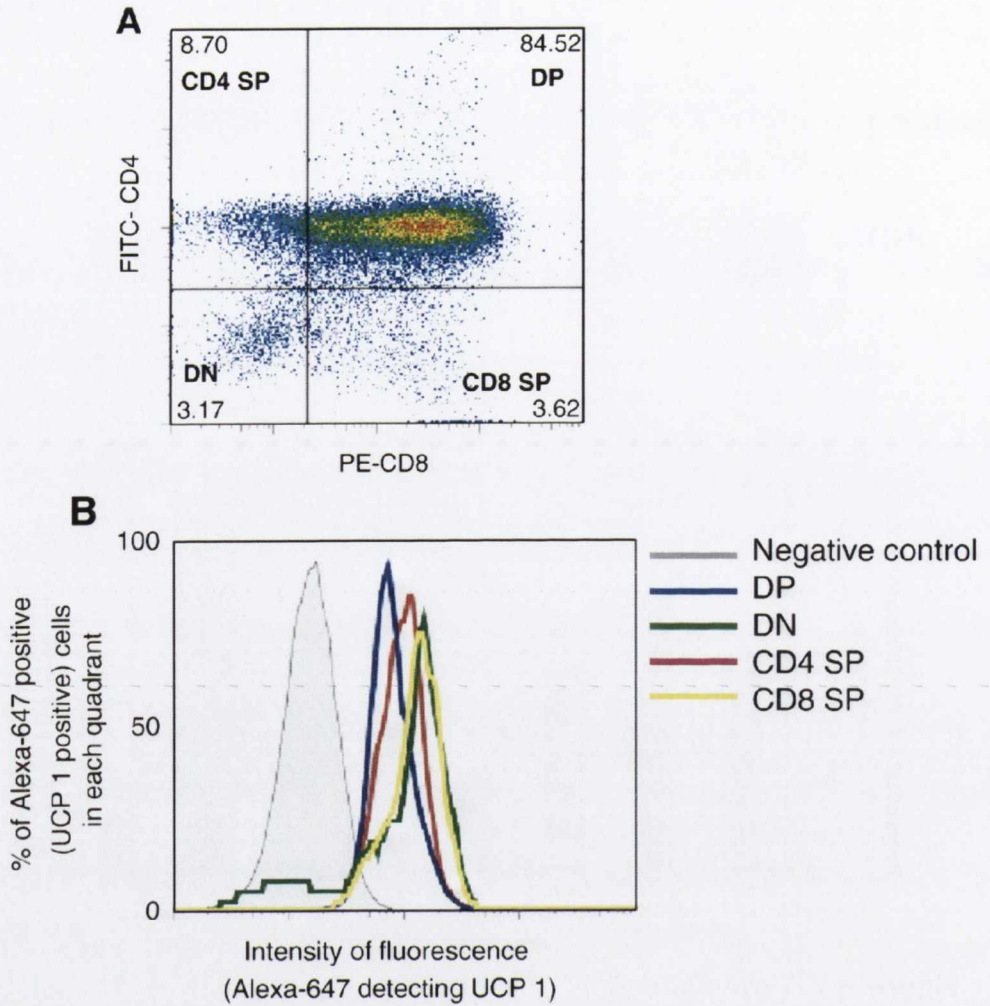 A
8.70
84.52
CD4 SP
DP
FITC- CD4
DN
CD8 SP
3.17
3.62
PE-CD8
B
100
50
0
% of Alexa-647 positive
(UCP 1 positive) cells
in each quadrant
Negative control
DP
DN
CD4 SP
CD8 SP
Intensity of fluorescence
(Alexa-647 detecting UCP 1)